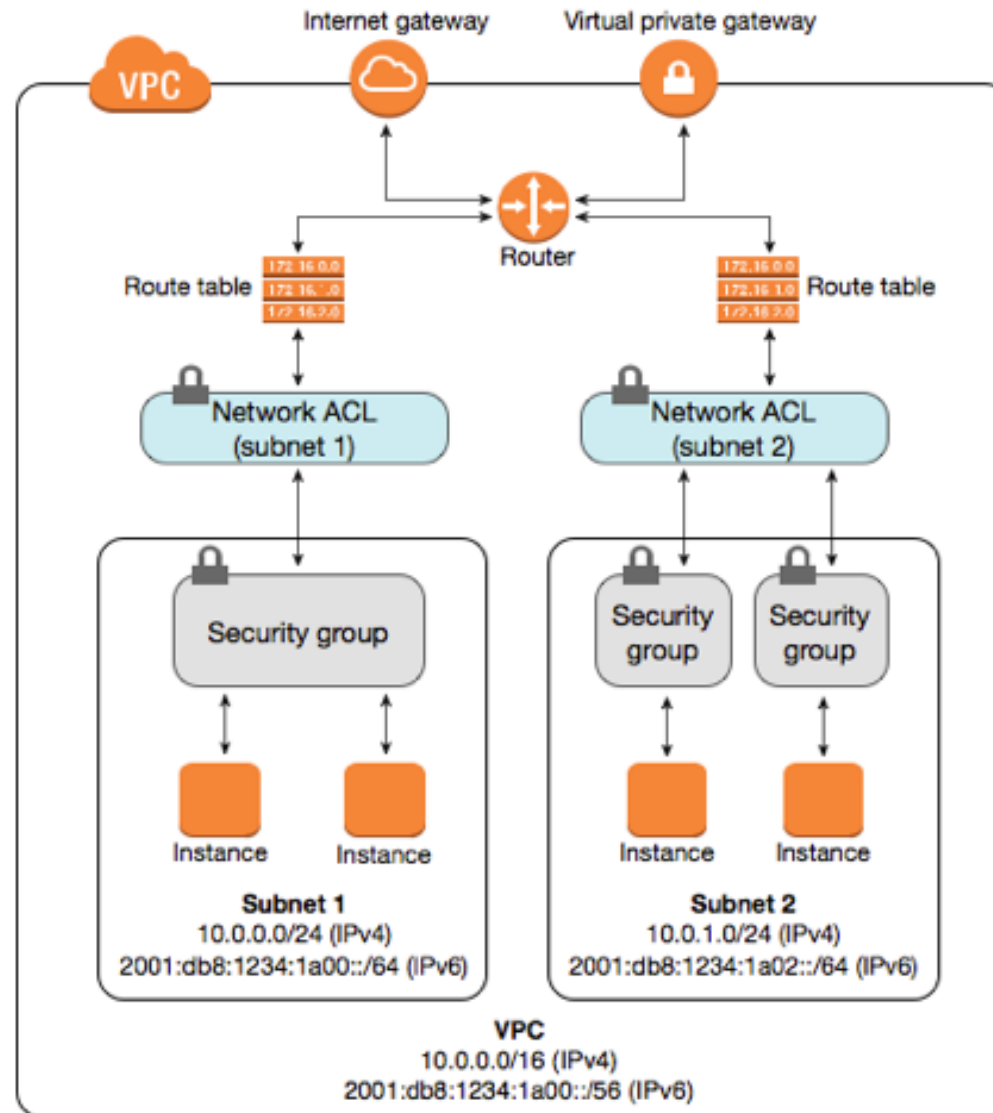 Internet gateway
Virtual private gateway
VPC
Router
Route table
172.16.0.0
172.16.1.0
172.16.2.0
172.16.0.0
172.16.1.0
172.16.2.0
Route table
Network ACL
(subnet 1)
Network ACL
(subnet 2)
Security group
Security
group
Security
group
Instance
Instance
Instance
Instance
Subnet 1
10.0.0.0/24 (IPv4)
2001:db8:1234:1a00::/64 (IPv6)
Subnet 2
10.0.1.0/24 (IPv4)
2001:db8:1234:1a02::/64 (IPv6)
VPC
10.0.0.0/16 (IPv4)
2001:db8:1234:1a00::/56 (IPv6)